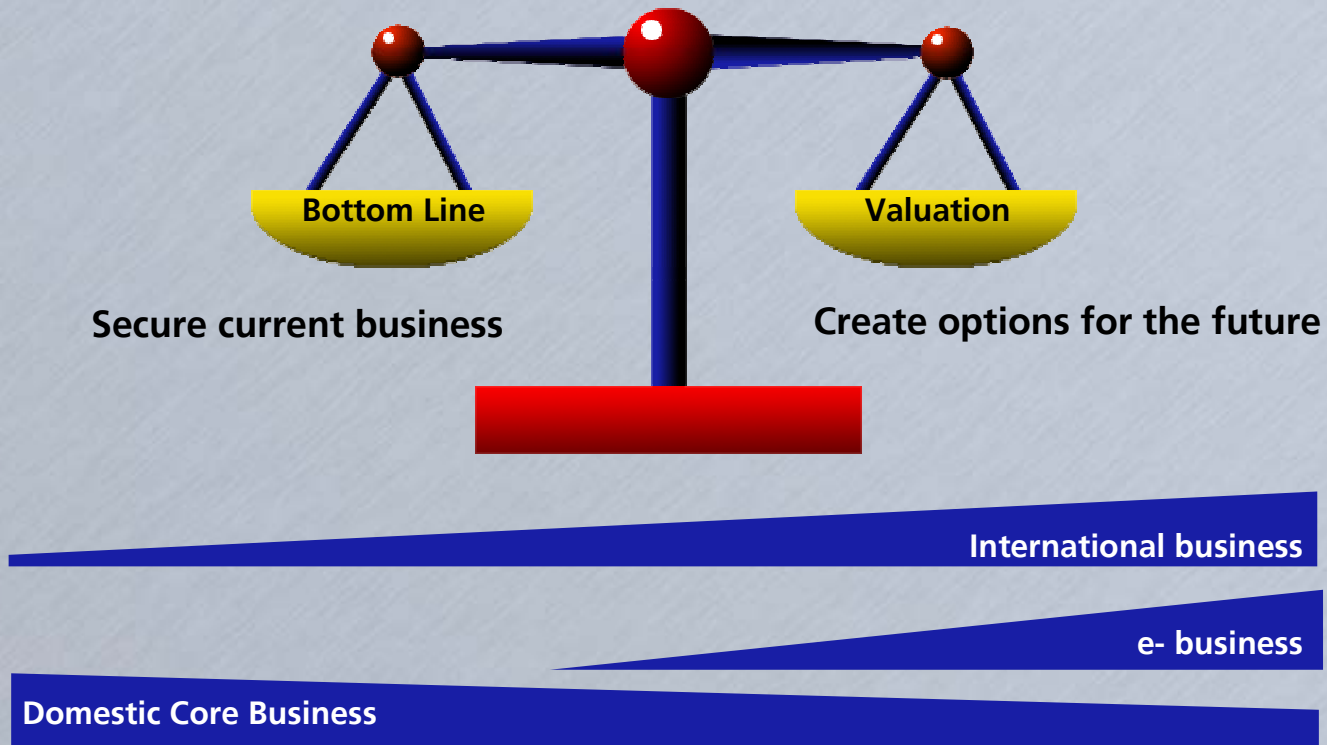 Bottom Line
Valuation
Secure current business
Create options for the future
International business
e- business
Domestic Core Business